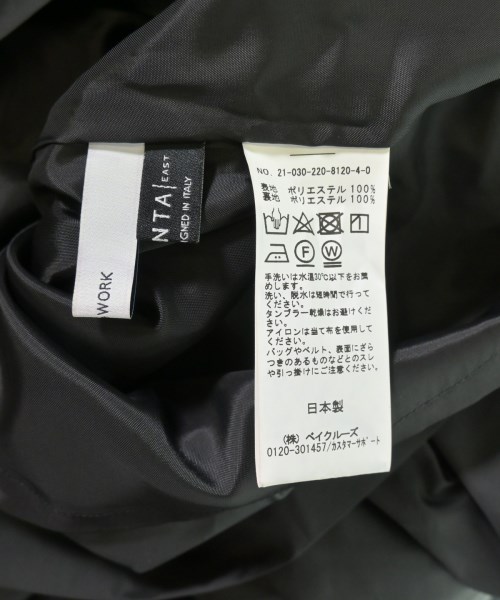 WORK
NTA | EAST
IGNED IN ITALY
NO. 21-030-220-8120-4-0
表地 ポリエステル 100%
裏地 ポリエステル 100%
手洗いは水温30℃以下をお薦
めします。
洗い、脱水は短時間で行って
ください。
タンブラー乾燥はお避けくだ
さい。
アイロンは当て布を使用して
ください。
バッグやベルト、表面にざら
つきのあるものなどとのスレ
や引っ掛けにご注意ください。
日本製
(株) ベイクルーズ
0120-301457/カスタマーサポート